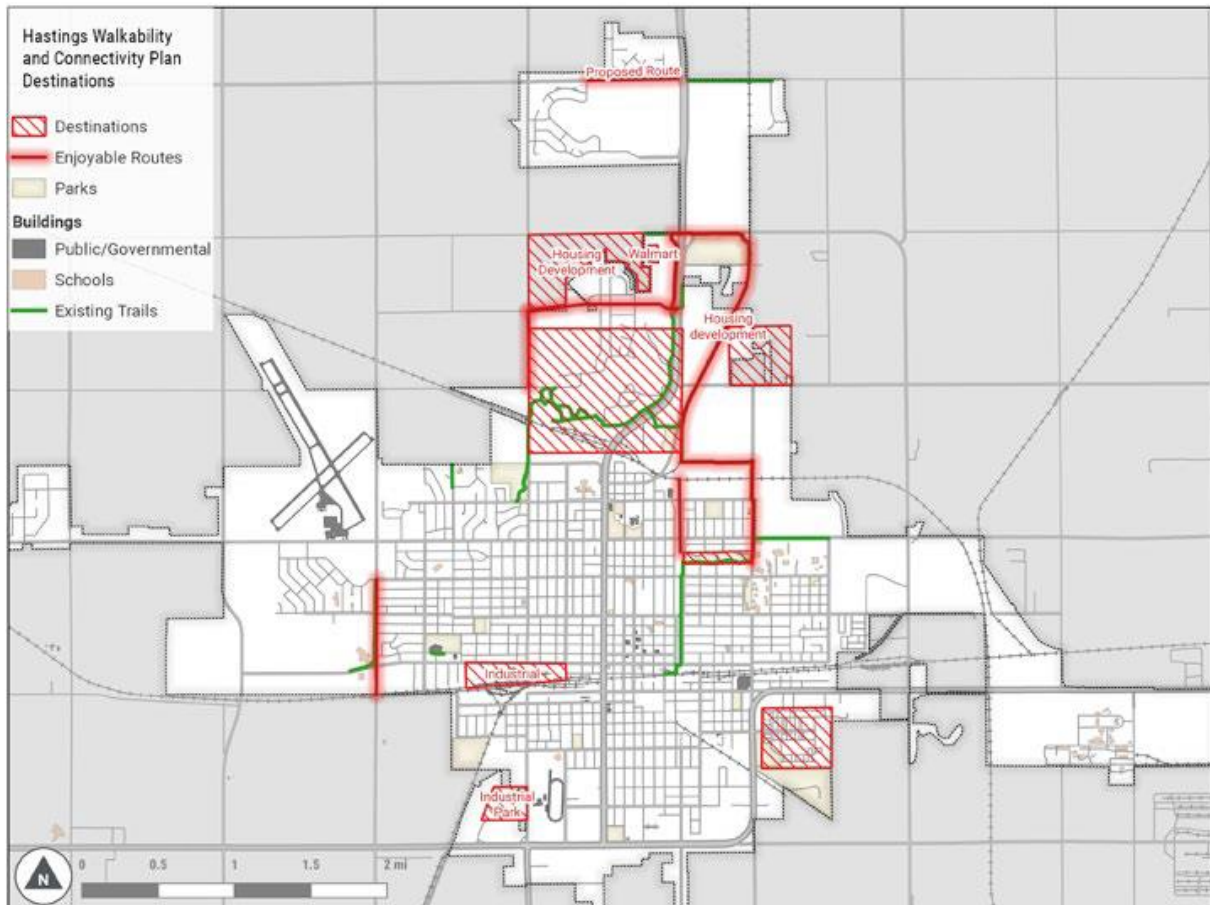 Hastings Walkability
and Connectivity Plan
Destinations
Destinations
Enjoyable Routes
Parks
Buildings
Public/Governmental
Schools
Existing Trails
Proposed Route
Housing
Development
Walmart
Housing
development
Industrial
Industrial
Park
N
0 0.5 1 1.5 2 mi